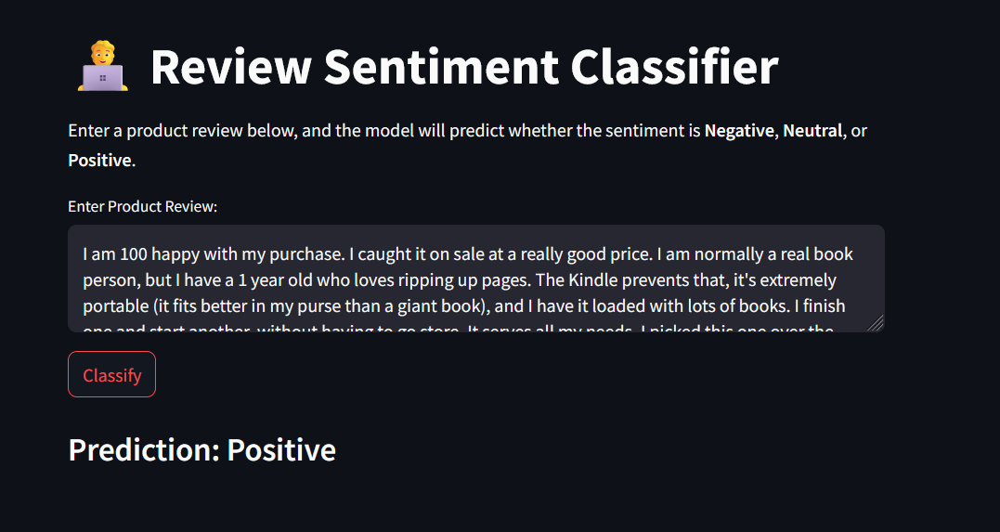 Review Sentiment Classifier
Enter a product review below, and the model will predict whether the sentiment is Negative, Neutral, or
Positive.
Enter Product Review:
I am 100 happy with my purchase. I caught it on sale at a really good price. I am normally a real book
person, but I have a 1 year old who loves ripping up pages. The Kindle prevents that, it's extremely
portable (it fits better in my purse than a giant book), and I have it loaded with lots of books. I finish
one and start another, without having to go store. It serves all my needs. I picked this one over the
Classify
Prediction: Positive